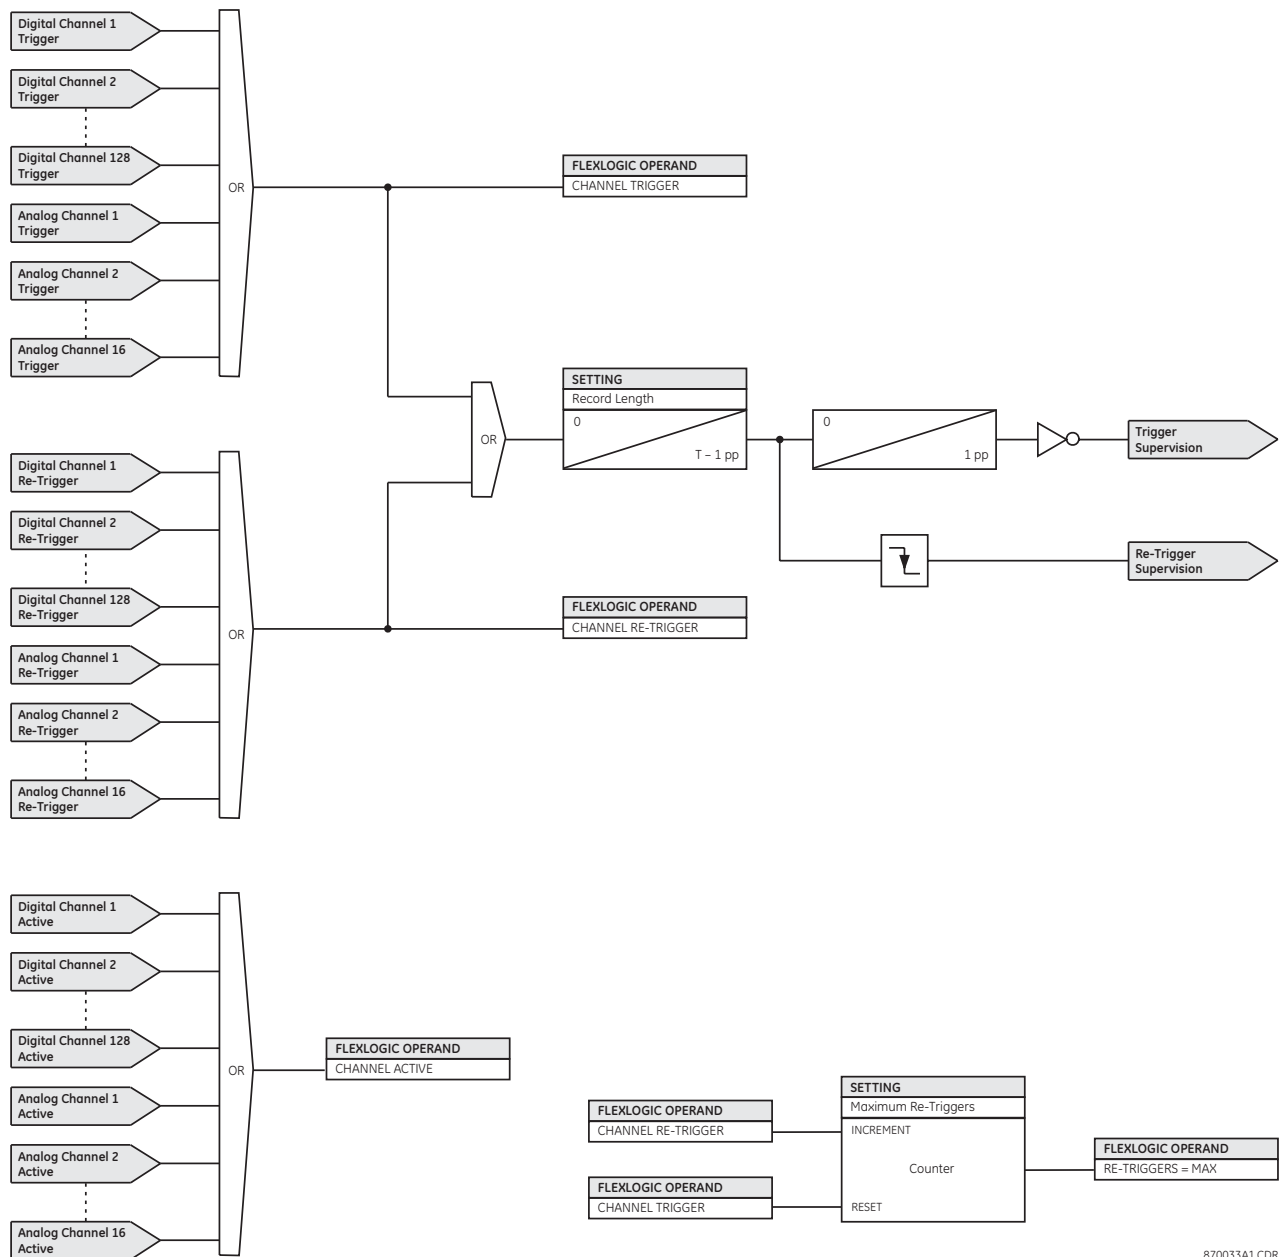 Digital Channel 1
Trigger
Digital Channel 2
Trigger
Digital Channel 128
Trigger
Analog Channel 1
Trigger
Analog Channel 2
Trigger
Analog Channel 16
Trigger
OR
FLEXLOGIC OPERAND
CHANNEL TRIGGER
Digital Channel 1
Re-Trigger
Digital Channel 2
Re-Trigger
Digital Channel 128
Re-Trigger
Analog Channel 1
Re-Trigger
Analog Channel 2
Re-Trigger
Analog Channel 16
Re-Trigger
OR
OR
SETTING
Record Length
0
T – 1 pp
0
1 pp
Trigger
Supervision
Re-Trigger
Supervision
FLEXLOGIC OPERAND
CHANNEL RE-TRIGGER
Digital Channel 1
Active
Digital Channel 2
Active
Digital Channel 128
Active
Analog Channel 1
Active
Analog Channel 2
Active
Analog Channel 16
Active
OR
FLEXLOGIC OPERAND
CHANNEL ACTIVE
FLEXLOGIC OPERAND
CHANNEL RE-TRIGGER
FLEXLOGIC OPERAND
CHANNEL TRIGGER
SETTING
Maximum Re-Triggers
INCREMENT
Counter
RESET
FLEXLOGIC OPERAND
RE-TRIGGERS = MAX
870033A1.CDR